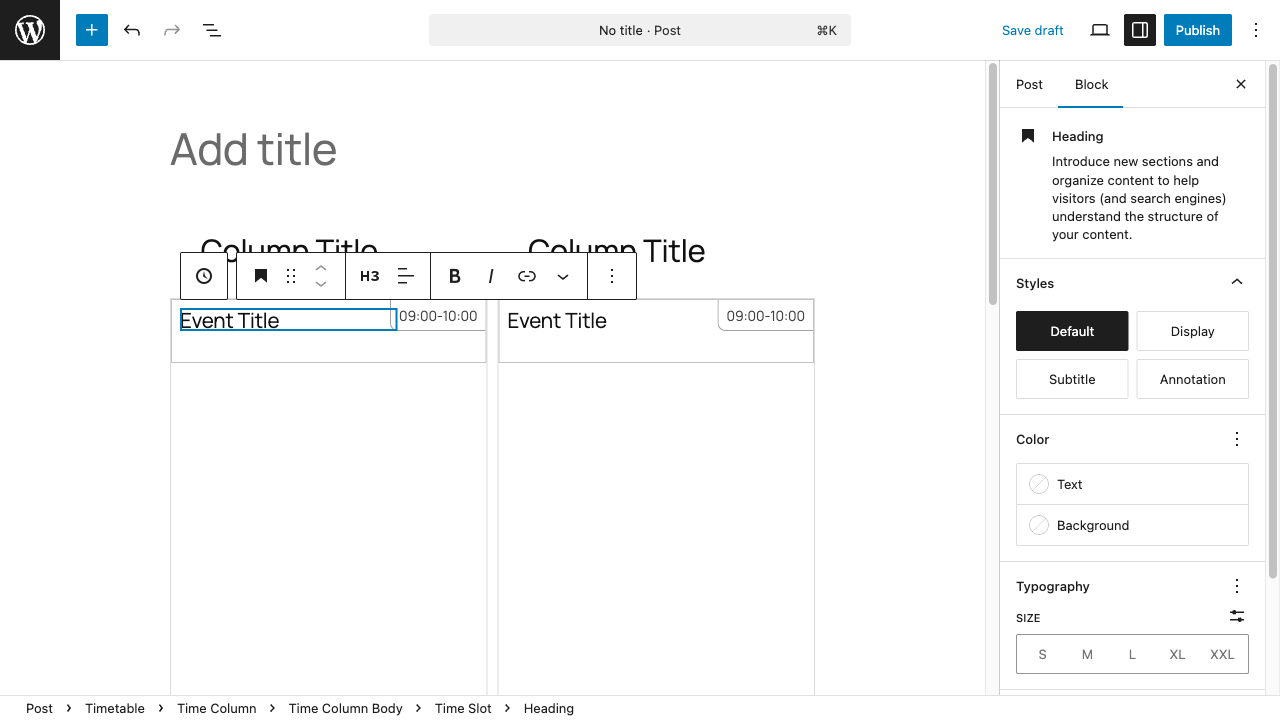 No title · Post ⌘K
Save draft
Publish
Post
Block
Add title
Heading
Introduce new sections and
organize content to help
visitors (and search engines)
understand the structure of
your content.
Column Title
Column Title
H3
B
I
Event Title
09:00-10:00
Event Title
09:00-10:00
Styles
Default
Display
Subtitle
Annotation
Color
Text
Background
Typography
SIZE
S M L XL XXL
Post › Timetable › Time Column › Time Column Body › Time Slot › Heading